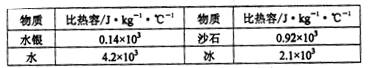 物质 比热容/J·kg⁻¹·℃⁻¹ 物质 比热容/J·kg⁻¹·℃⁻¹
水银 0.14×10³ 沙石 0.92×10³
水 4.2×10³ 冰 2.1×10³